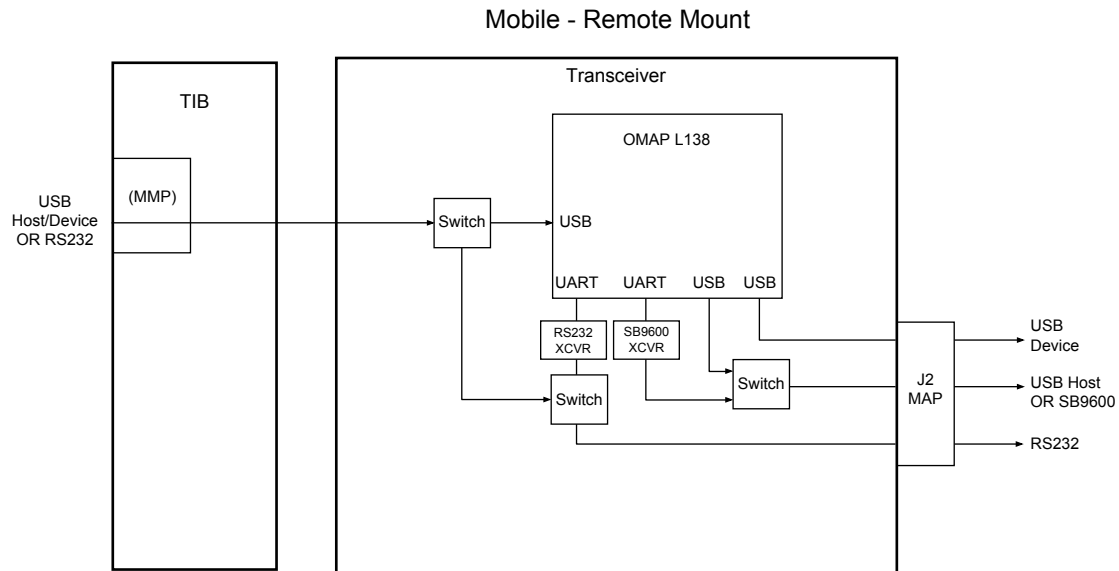 Mobile - Remote Mount
TIB
Transceiver
OMAP L138
(MMP)
USB
Host/Device
OR RS232
Switch
USB
UART
UART
USB
USB
RS232
XCVR
SB9600
XCVR
Switch
Switch
J2
MAP
USB
Device
USB Host
OR SB9600
RS232